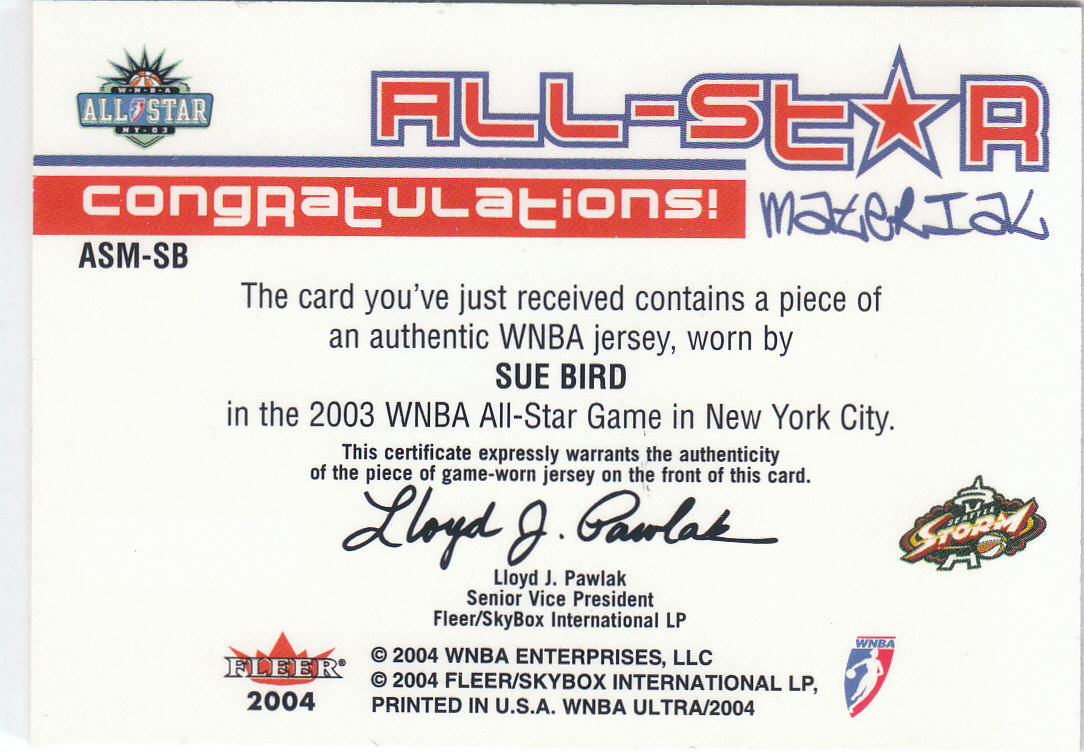 WNBA
ALL STAR
NY-03
ALL-STAR
CONGRATULATIONS!
MATERIAL
ASM-SB
The card you've just received contains a piece of
an authentic WNBA jersey, worn by
SUE BIRD
in the 2003 WNBA All-Star Game in New York City.
This certificate expressly warrants the authenticity
of the piece of game-worn jersey on the front of this card.
Lloyd J. Pawlak
Lloyd J. Pawlak
Senior Vice President
Fleer/SkyBox International LP
STORM
FLEER®
2004
© 2004 WNBA ENTERPRISES, LLC
© 2004 FLEER/SKYBOX INTERNATIONAL LP,
PRINTED IN U.S.A. WNBA ULTRA/2004
WNBA